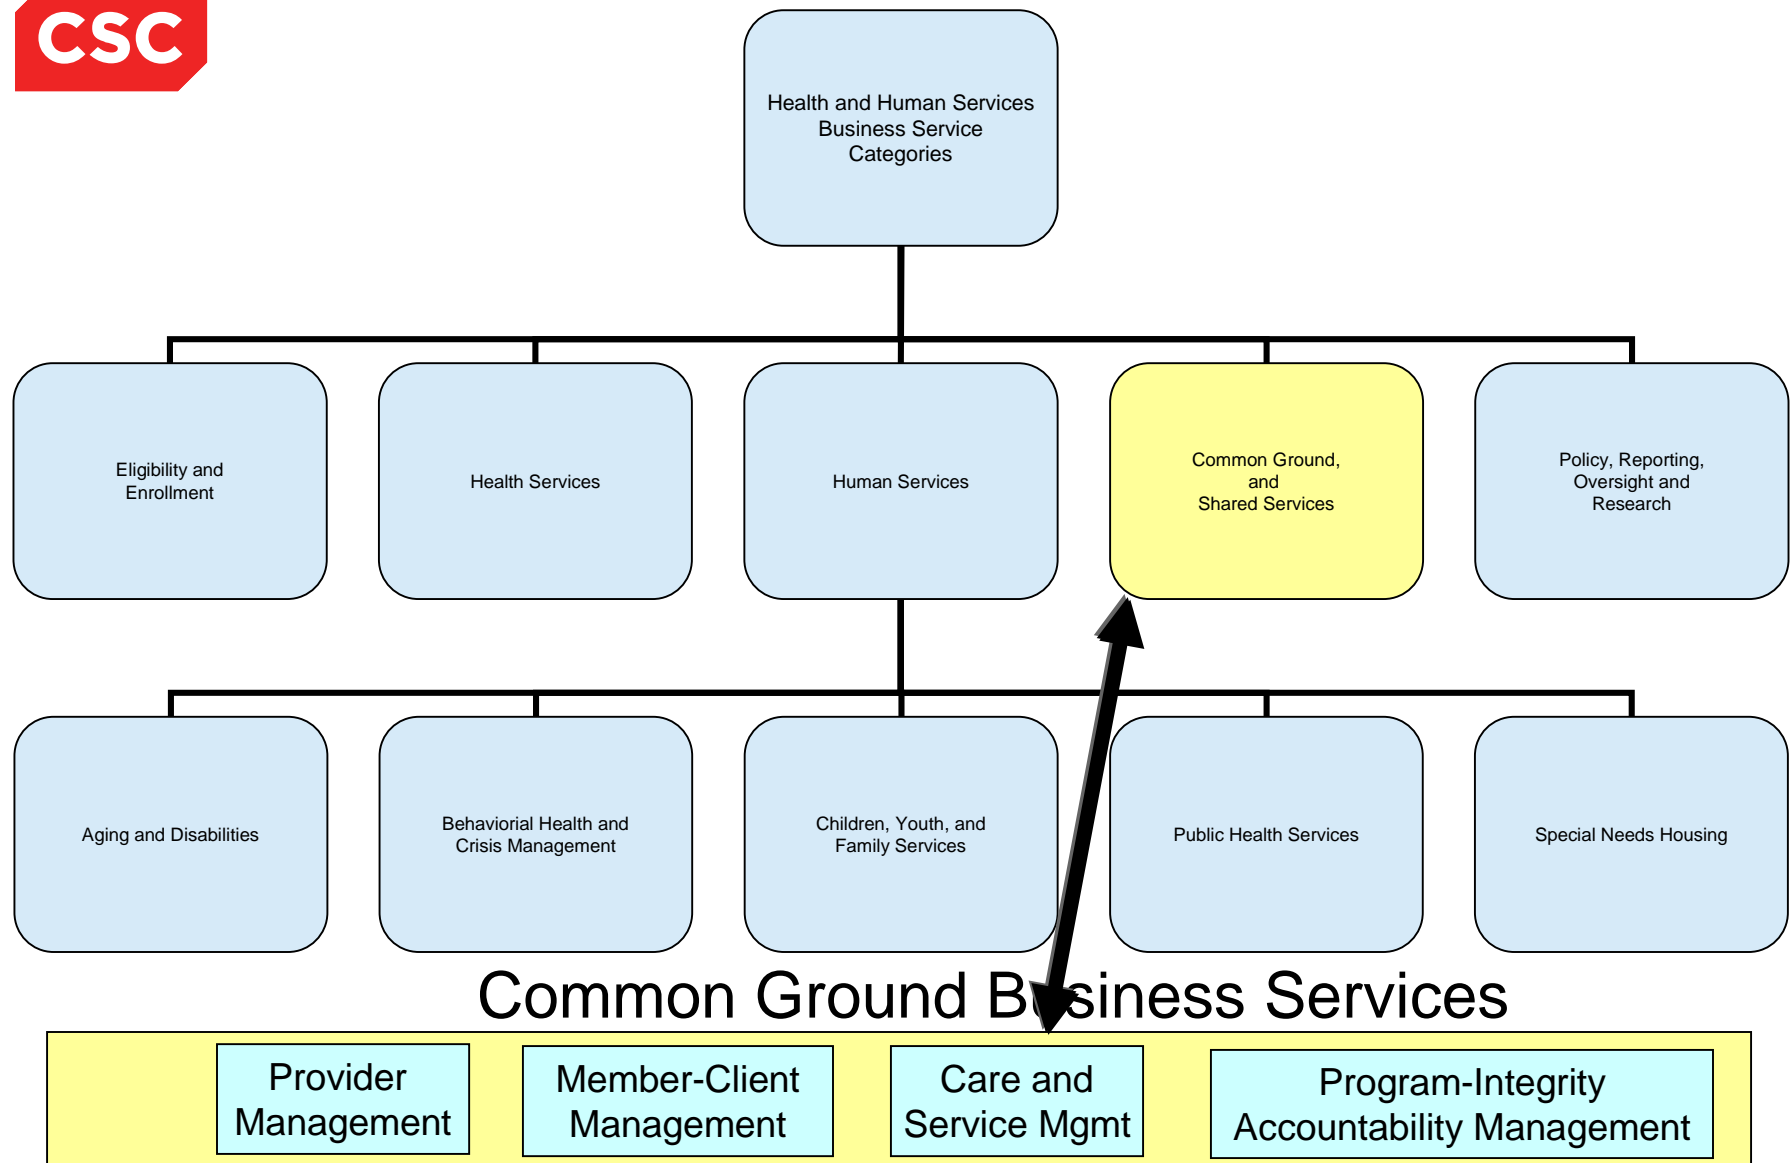 CSC
Health and Human Services
Business Service
Categories
Eligibility and
Enrollment
Health Services
Human Services
Common Ground,
and
Shared Services
Policy, Reporting,
Oversight and
Research
Aging and Disabilities
Behaviorial Health and
Crisis Management
Children, Youth, and
Family Services
Public Health Services
Special Needs Housing
Common Ground Business Services
Provider
Management
Member-Client
Management
Care and
Service Mgmt
Program-Integrity
Accountability Management